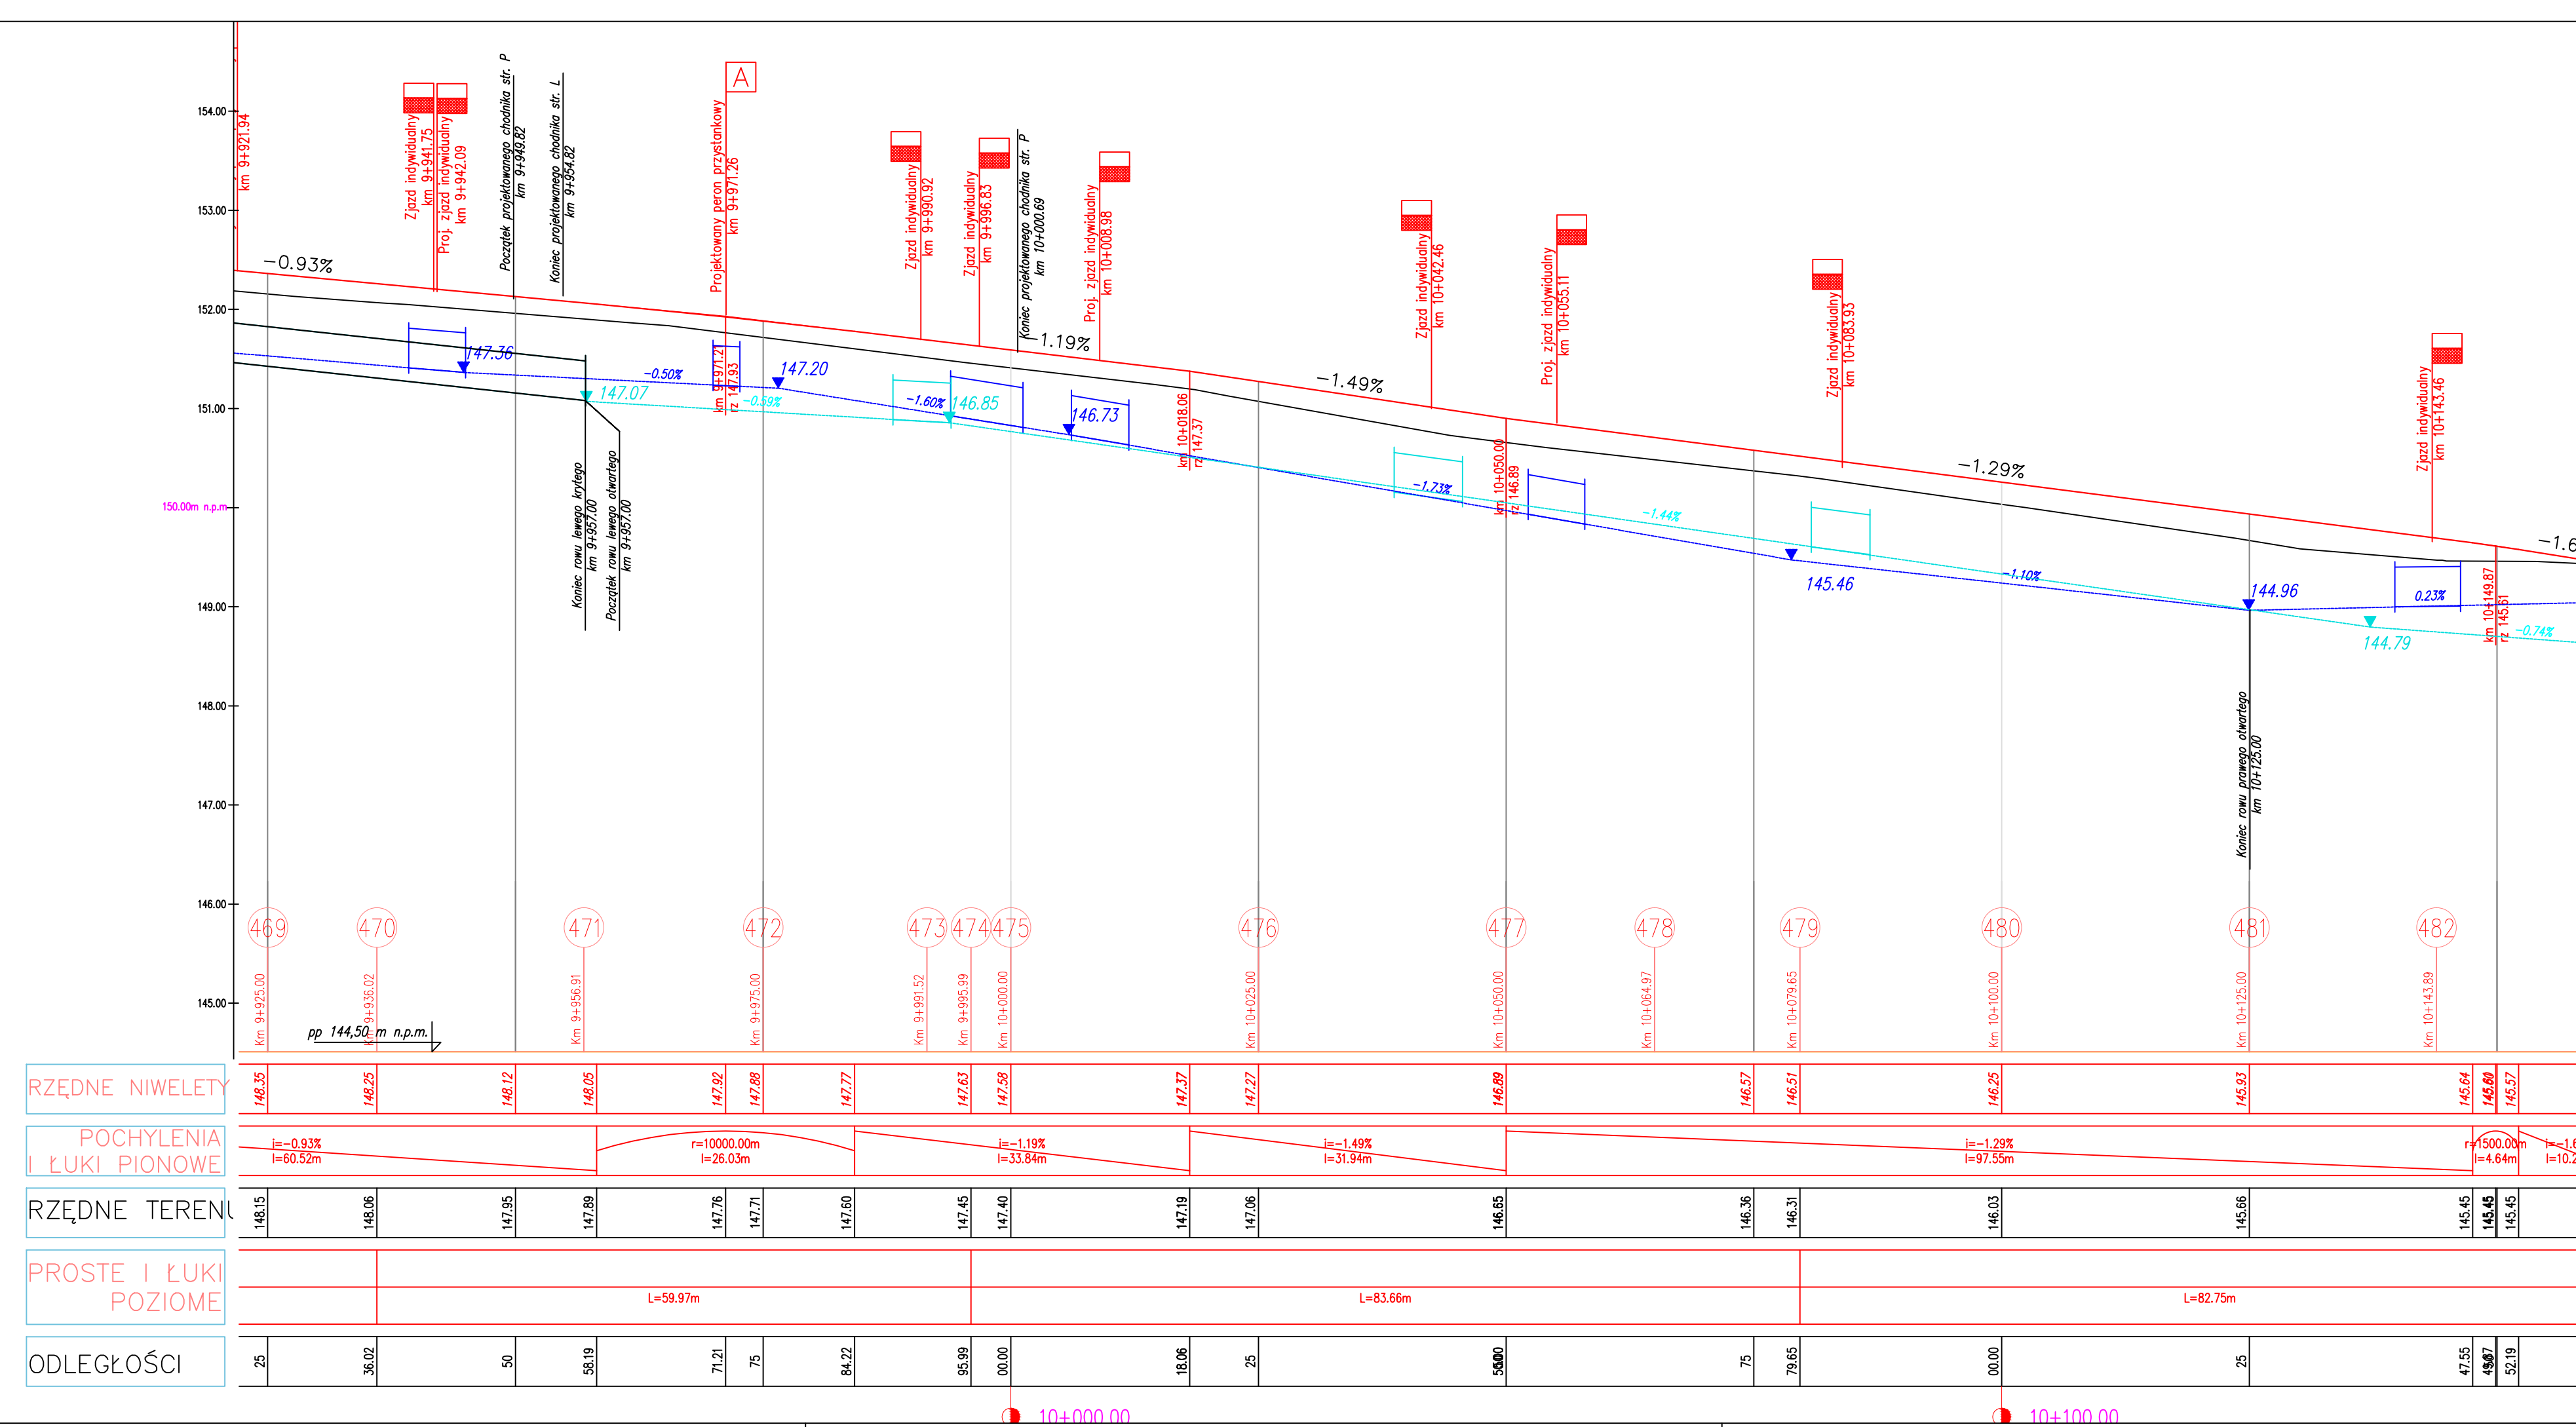 154.00
153.00
152.00
151.00
150.00m n.p.m
149.00
148.00
147.00
146.00
145.00
km 9+921.94
Zjazd indywidualny
km 9+941.75
Proj. zjazd indywidualny
km 9+942.09
Początek projektowanego chodnika str. P
km 9+949.82
Koniec projektowanego chodnika str. L
km 9+954.82
A
Projektowany peron przystankowy
km 9+971.26
Zjazd indywidualny
km 9+990.92
Zjazd indywidualny
km 9+996.83
Koniec projektowanego chodnika str. P
km 10+000.69
Proj. zjazd indywidualny
km 10+008.98
Zjazd indywidualny
km 10+042.46
Proj. zjazd indywidualny
km 10+055.11
Zjazd indywidualny
km 10+083.93
Zjazd indywidualny
km 10+143.46
-0.93%
-1.19%
-1.49%
-1.29%
147.36
-0.50%
147.20
147.07
-0.59%
-1.60%
146.85
146.73
-1.73%
-1.44%
145.46
-1.10%
144.96
0.23%
144.79
-0.74%
km 9+971.21
rz 147.93
km 10+018.06
rz 147.37
km 10+050.00
rz 146.89
km 10+149.87
rz 145.61
Koniec rowu lewego krytego
km 9+957.00
Początek rowu lewego otwartego
km 9+957.00
Koniec rowu prawego otwartego
km 10+125.00
469 470 471 472 473 474 475 476 477 478 479 480 481 482
Km 9+925.00
Km 9+936.02
Km 9+956.91
Km 9+975.00
Km 9+991.52
Km 9+995.99
Km 10+000.00
Km 10+025.00
Km 10+050.00
Km 10+064.97
Km 10+079.65
Km 10+100.00
Km 10+125.00
Km 10+143.89
pp 144,50 m n.p.m.
RZĘDNE NIWELETY
148.35 148.25 148.12 148.05 147.92 147.88 147.77 147.63 147.58 147.37 147.27 146.89 146.57 146.51 146.25 145.93 145.64 145.60 145.57
POCHYLENIA
I ŁUKI PIONOWE
i=-0.93%
l=60.52m
r=10000.00m
l=26.03m
i=-1.19%
l=33.84m
i=-1.49%
l=31.94m
i=-1.29%
l=97.55m
r=1500.00m
l=4.64m
RZĘDNE TERENU
148.15 148.06 147.95 147.89 147.76 147.71 147.60 147.45 147.40 147.19 147.06 146.65 146.36 146.31 146.03 145.66 145.45 145.45 145.45
PROSTE I ŁUKI
POZIOME
L=59.97m
L=83.66m
L=82.75m
ODLEGŁOŚCI
25 36.02 50 58.19 71.21 75 84.22 95.99 00.00 18.06 25 75 79.65 00.00 25 47.55 52.19
10+000.00
10+100.00